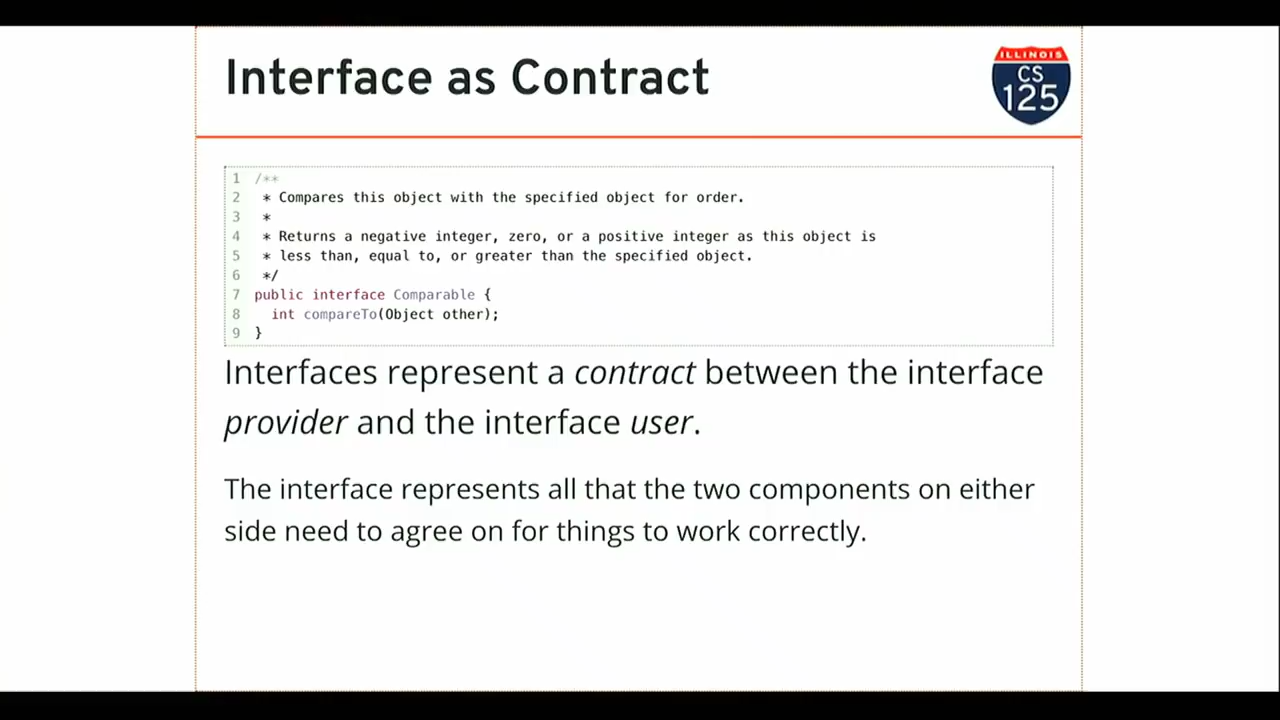 Interface as Contract
ILLINOIS
CS
125
1 /**
2  * Compares this object with the specified object for order.
3  *
4  * Returns a negative integer, zero, or a positive integer as this object is
5  * less than, equal to, or greater than the specified object.
6  */
7 public interface Comparable {
8   int compareTo(Object other);
9 }
Interfaces represent a contract between the interface
provider and the interface user.
The interface represents all that the two components on either
side need to agree on for things to work correctly.